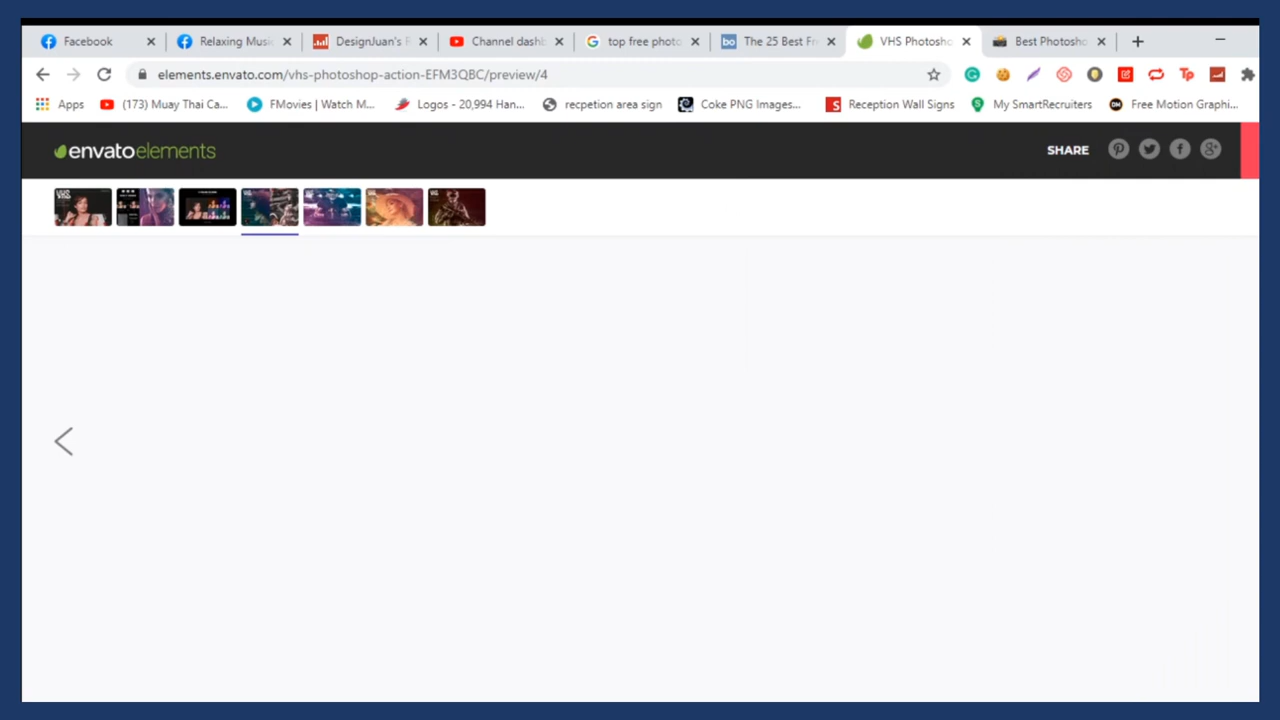 Facebook
Relaxing Musi
DesignJuan's
Channel dashb
top free photo
The 25 Best Fr
VHS Photosho
Best Photosho
elements.envato.com/vhs-photoshop-action-EFM3QBC/preview/4
Apps
(173) Muay Thai Ca...
FMovies | Watch M...
Logos - 20,994 Han...
recpetion area sign
Coke PNG Images...
Reception Wall Signs
My SmartRecruiters
Free Motion Graphi...
envatoelements
SHARE